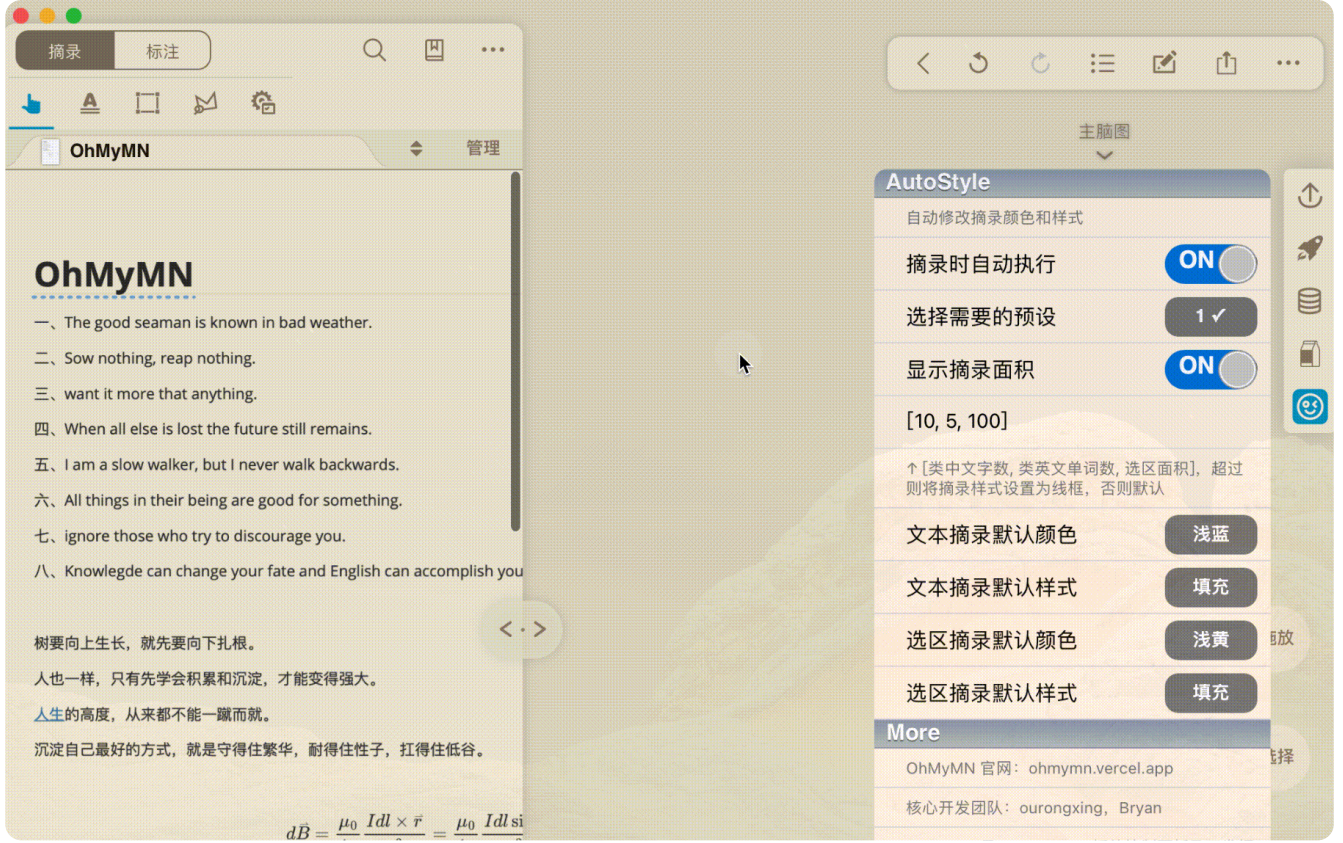 摘录 标注
OhMyMN 管理
OhMyMN
一、The good seaman is known in bad weather.
二、Sow nothing, reap nothing.
三、want it more that anything.
四、When all else is lost the future still remains.
五、I am a slow walker, but I never walk backwards.
六、All things in their being are good for something.
七、ignore those who try to discourage you.
八、Knowlegde can change your fate and English can accomplish you
树要向上生长，就先要向下扎根。
人也一样，只有先学会积累和沉淀，才能变得强大。
人生的高度，从来都不能一蹴而就。
沉淀自己最好的方式，就是守得住繁华，耐得住性子，扛得住低谷。
主脑图
AutoStyle
自动修改摘录颜色和样式
摘录时自动执行 ON
选择需要的预设 1 ✓
显示摘录面积 ON
[10, 5, 100]
↑ [类中文字数, 类英文单词数, 选区面积]，超过
则将摘录样式设置为线框，否则默认
文本摘录默认颜色 浅蓝
文本摘录默认样式 填充
选区摘录默认颜色 浅黄
选区摘录默认样式 填充
More
OhMyMN 官网：ohmymn.vercel.app
核心开发团队：ourongxing，Bryan